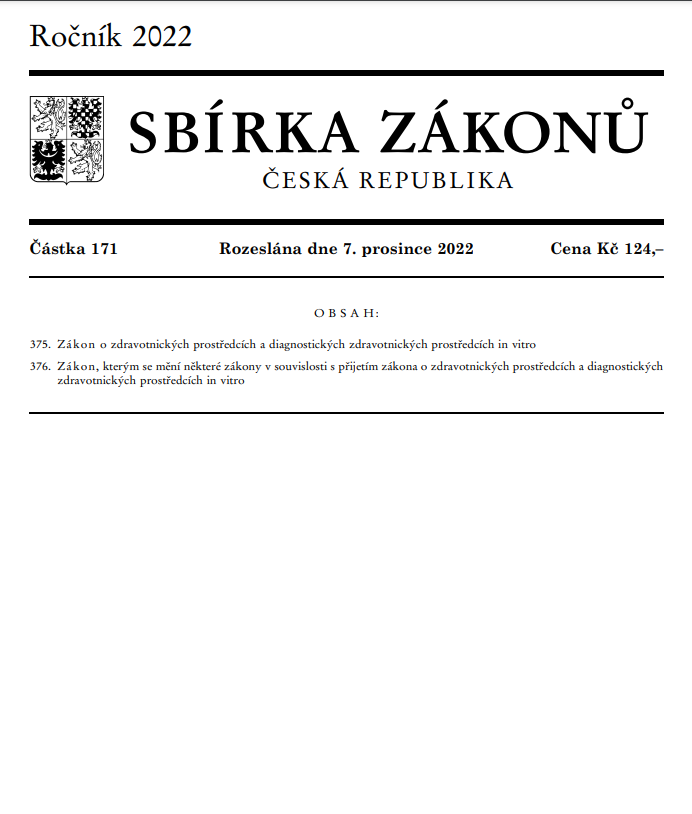 Ročník 2022
SBÍRKA ZÁKONŮ
ČESKÁ REPUBLIKA
Částka 171 Rozeslána dne 7. prosince 2022 Cena Kč 124,–
OBSAH:
375. Zákon o zdravotnických prostředcích a diagnostických zdravotnických prostředcích in vitro
376. Zákon, kterým se mění některé zákony v souvislosti s přijetím zákona o zdravotnických prostředcích a diagnostických
zdravotnických prostředcích in vitro